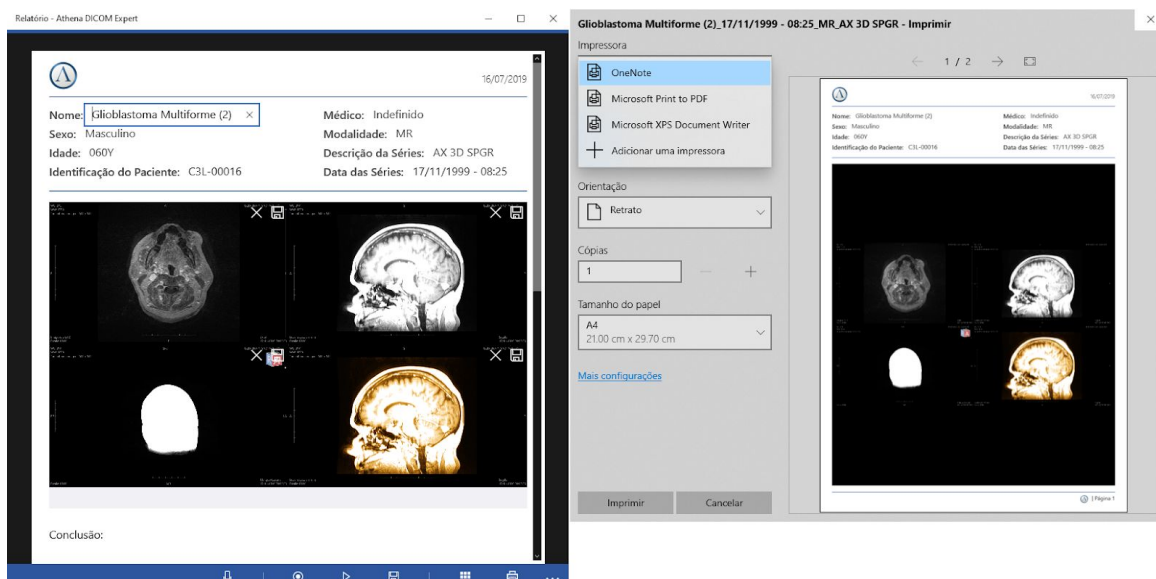 Relatório - Athena DICOM Expert
16/07/2019
Nome: Glioblastoma Multiforme (2)
Médico: Indefinido
Sexo: Masculino
Modalidade: MR
Idade: 060Y
Descrição da Séries: AX 3D SPGR
Identificação do Paciente: C3L-00016
Data das Séries: 17/11/1999 - 08:25
Conclusão:
Glioblastoma Multiforme (2)_17/11/1999 - 08:25_MR_AX 3D SPGR - Imprimir
Impressora
OneNote
Microsoft Print to PDF
Microsoft XPS Document Writer
Adicionar uma impressora
Orientação
Retrato
Cópias
1
Tamanho do papel
A4
21.00 cm x 29.70 cm
Mais configurações
Imprimir
Cancelar
1 / 2
16/07/2019
Nome: Glioblastoma Multiforme (2)
Médico: Indefinido
Sexo: Masculino
Modalidade: MR
Idade: 060Y
Descrição da Séries: AX 3D SPGR
Identificação do Paciente: C3L-00016
Data das Séries: 17/11/1999 - 08:25
| Página 1